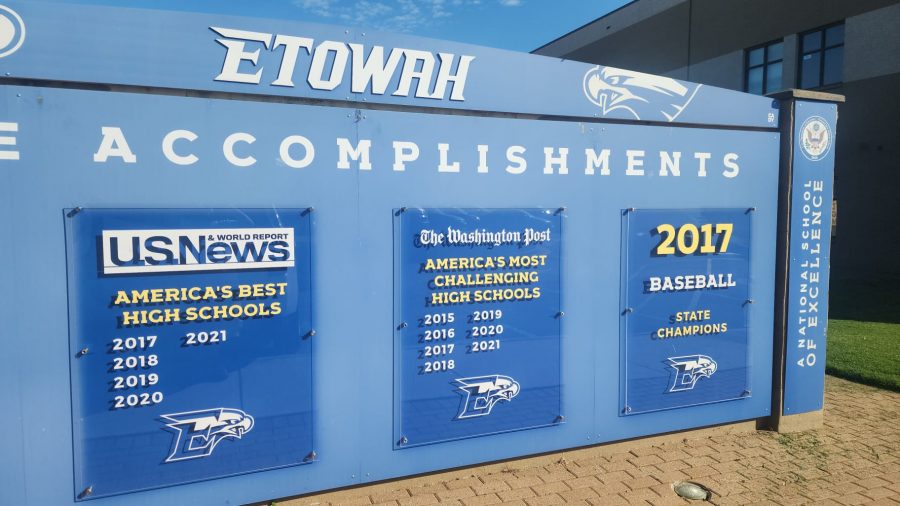 ETOWAH
E ACCOMPLISHMENTS
U.S.News
& WORLD REPORT
AMERICA'S BEST
HIGH SCHOOLS
2017 2021
2018
2019
2020
The Washington Post
AMERICA'S MOST
CHALLENGING
HIGH SCHOOLS
2015 2019
2016 2020
2017 2021
2018
2017
BASEBALL
STATE
CHAMPIONS
A NATIONAL SCHOOL
OF EXCELLENCE